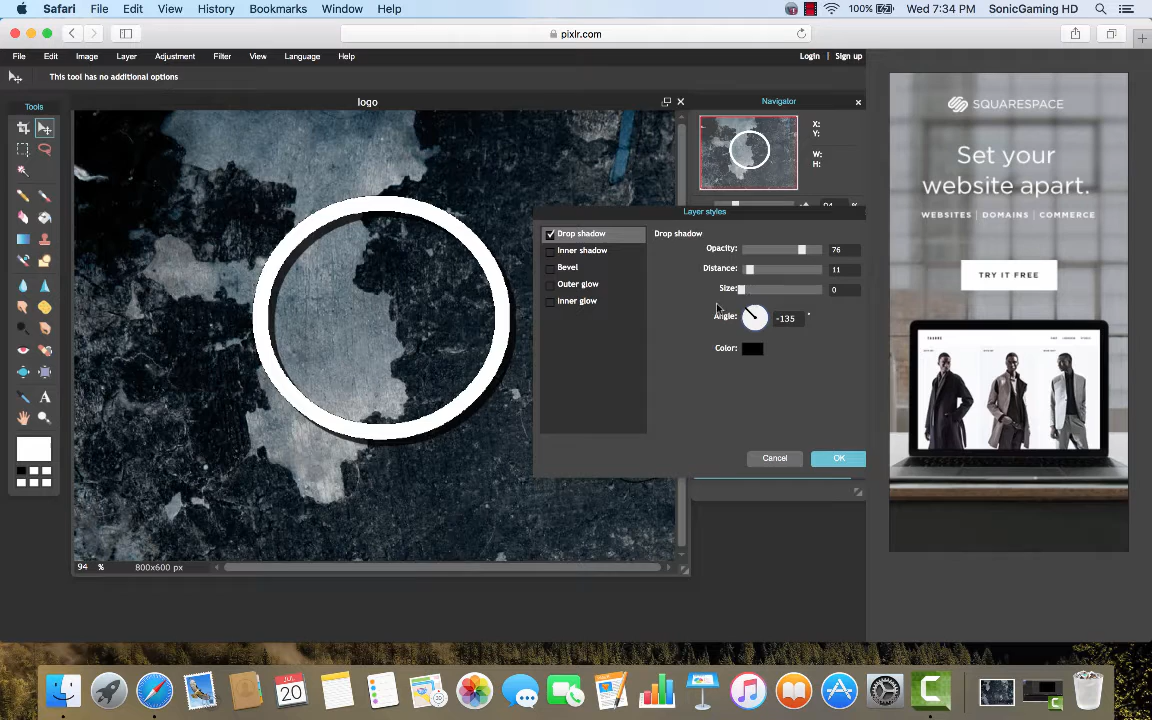 Safari File Edit View History Bookmarks Window Help
100% Wed 7:34 PM SonicGaming HD
pixlr.com
File Edit Image Layer Adjustment Filter View Language Help
Login Sign up
This tool has no additional options
Tools
logo
Navigator
X:
Y:
W:
H:
%
Layer styles
Drop shadow
Inner shadow
Bevel
Outer glow
Inner glow
Drop shadow
Opacity: 76
Distance: 11
Size: 0
Angle: -135 °
Color:
Cancel OK
94 % 800x600 px
SQUARESPACE
Set your
website apart.
WEBSITES | DOMAINS | COMMERCE
TRY IT FREE
JUL
20